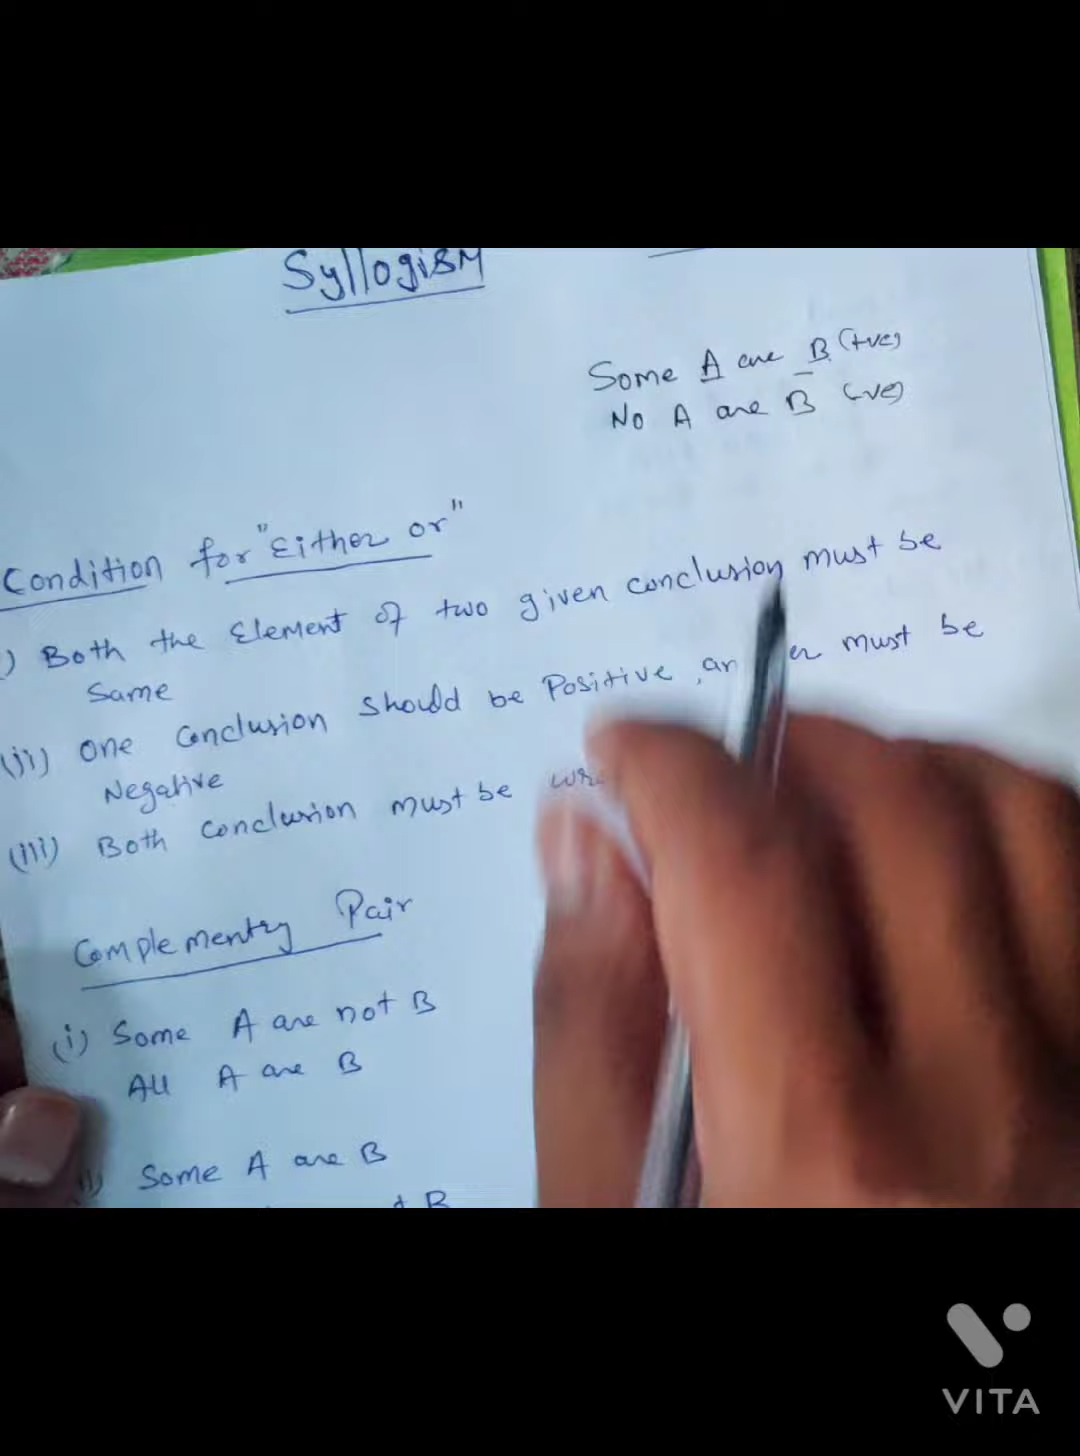 Syllogism
Some A are B (+ve)
No A are B (-ve)
Condition for "Either or"
) Both the Element of two given conclusion must be
Same
(ii) One Conclusion should be Positive, must be
Negative
(iii) Both Conclusion must be
Complementry Pair
(i) Some A are not B
All A are B
Some A are B
B
VITA